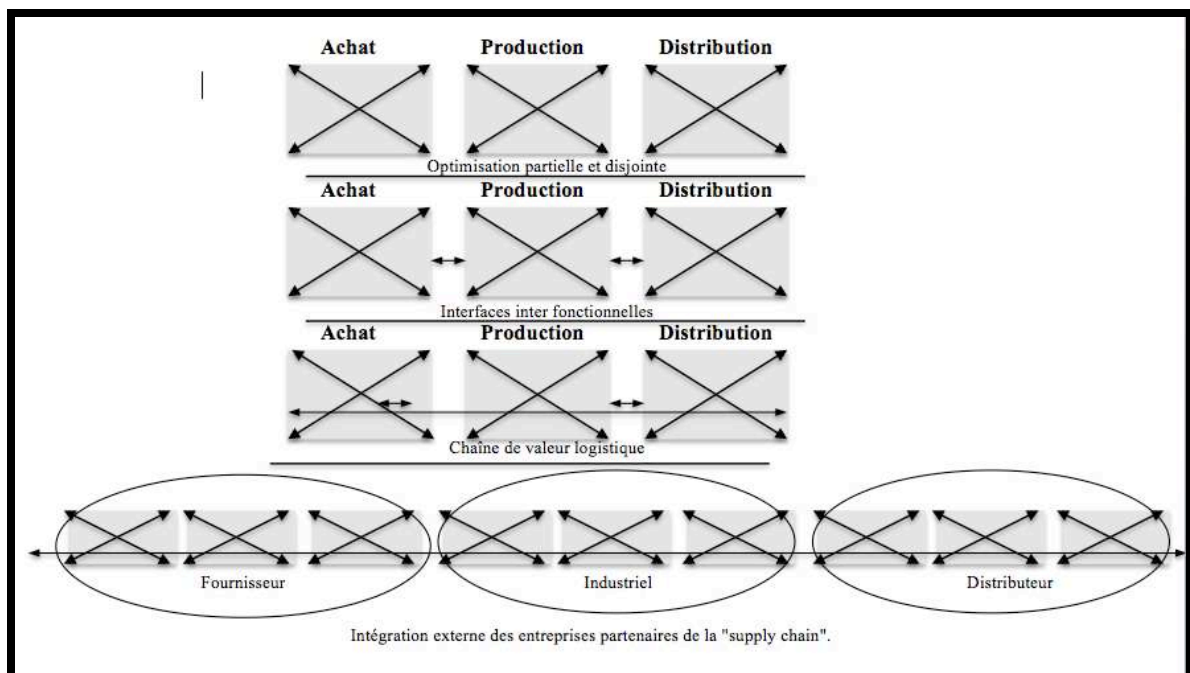 Achat Production Distribution
Optimisation partielle et disjointe
Achat Production Distribution
Interfaces inter fonctionnelles
Achat Production Distribution
Chaîne de valeur logistique
Fournisseur Industriel Distributeur
Intégration externe des entreprises partenaires de la "supply chain".